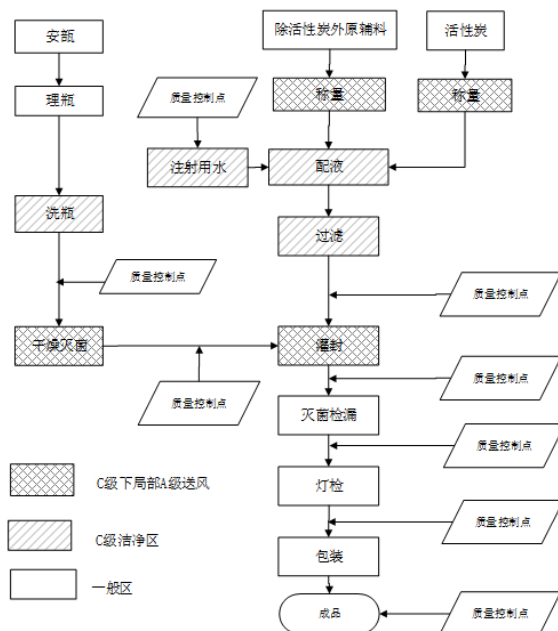 安瓿
除活性炭外原辅料
活性炭
理瓶
质量控制点
称量
称量
注射用水
配液
洗瓶
过滤
质量控制点
质量控制点
干燥灭菌
灌封
质量控制点
质量控制点
灭菌检漏
质量控制点
C级下局部A级送风
灯检
质量控制点
C级洁净区
包装
一般区
成品
质量控制点